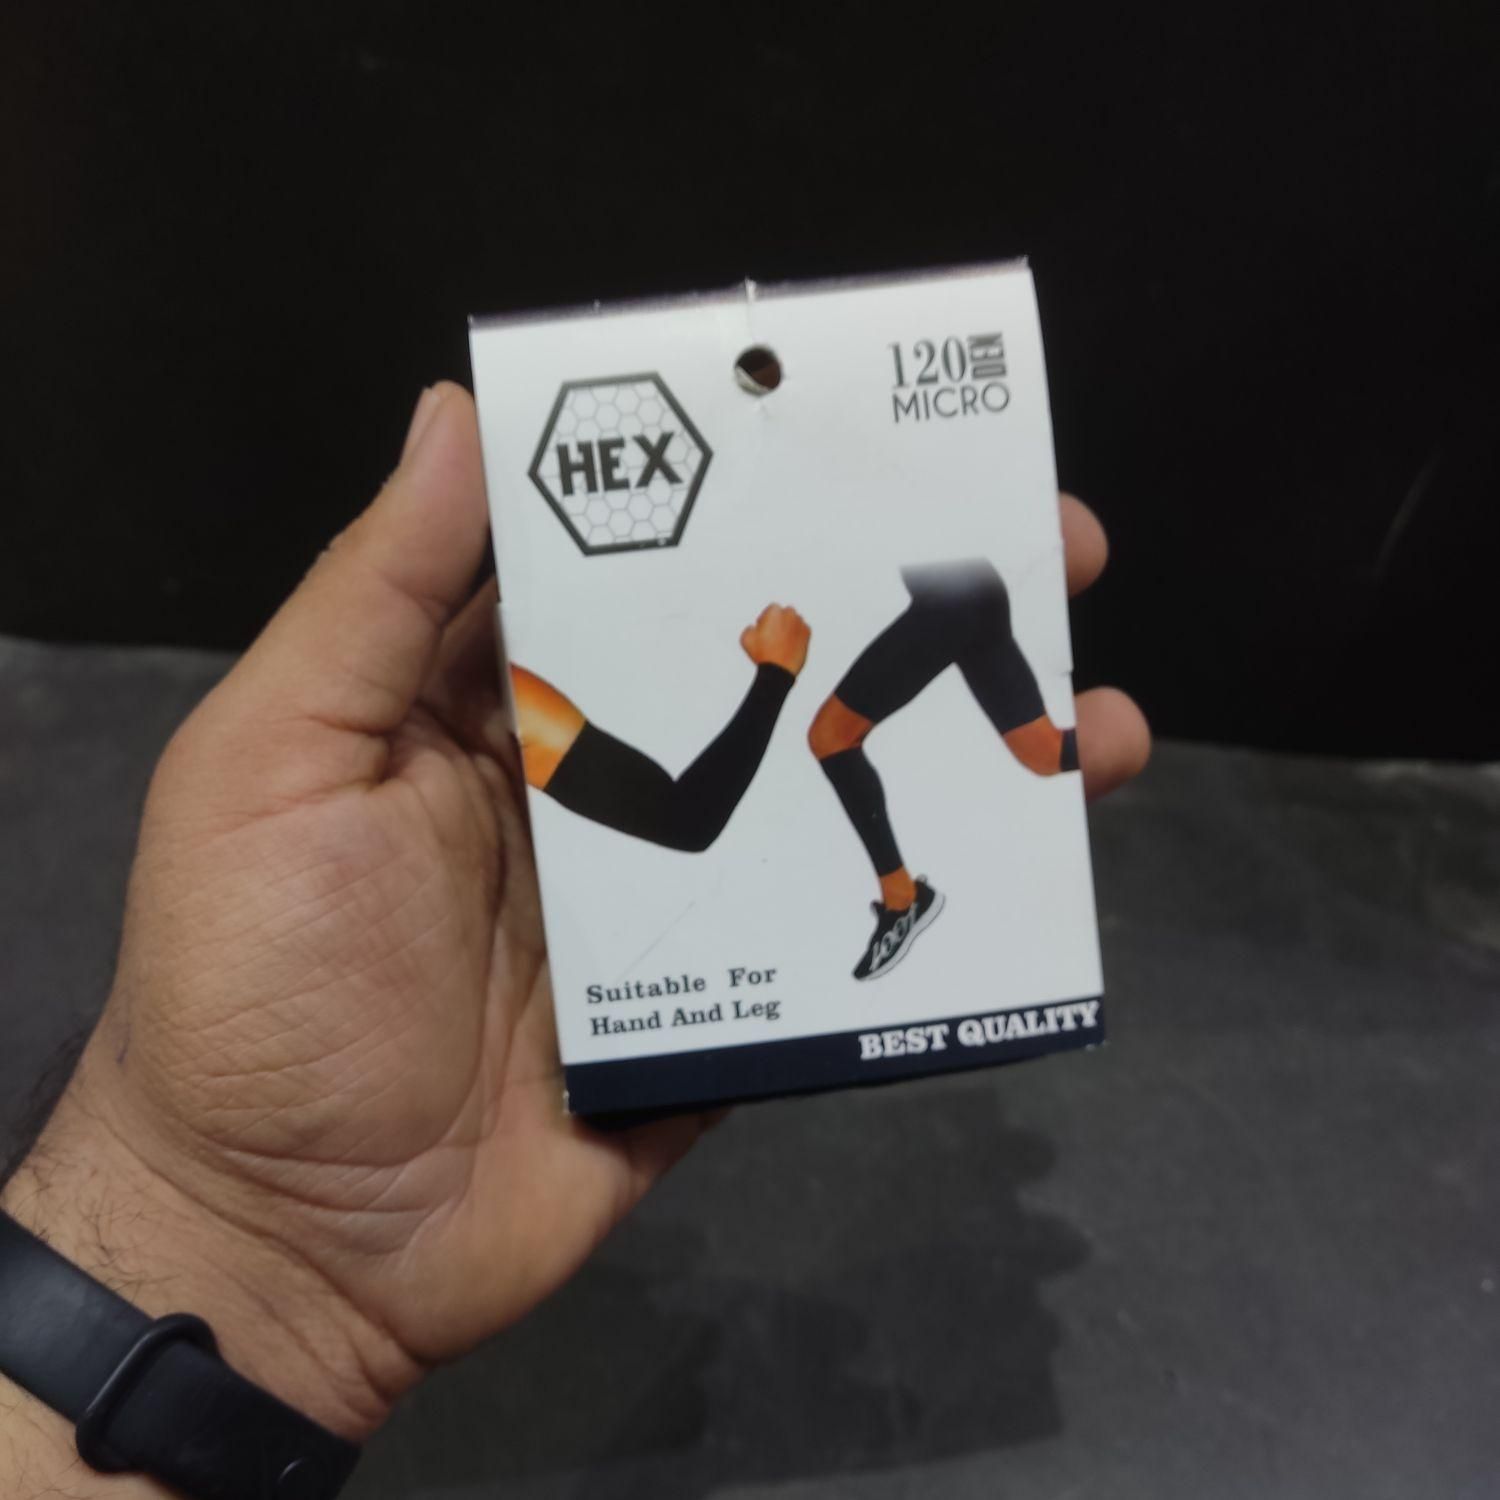 HEX
120 DEN
MICRO
Suitable For
Hand And Leg
BEST QUALITY